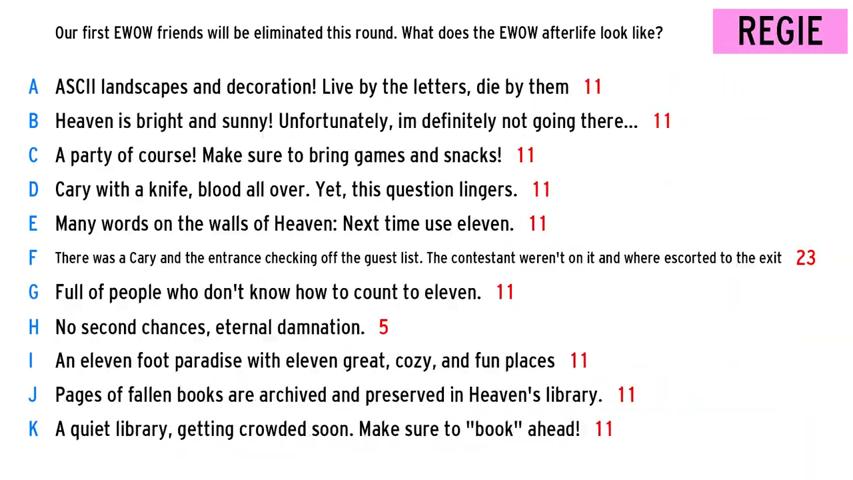 Our first EWOW friends will be eliminated this round. What does the EWOW afterlife look like?
REGIE
A ASCII landscapes and decoration! Live by the letters, die by them 11
B Heaven is bright and sunny! Unfortunately, im definitely not going there... 11
C A party of course! Make sure to bring games and snacks! 11
D Cary with a knife, blood all over. Yet, this question lingers. 11
E Many words on the walls of Heaven: Next time use eleven. 11
F There was a Cary and the entrance checking off the guest list. The contestant weren't on it and where escorted to the exit 23
G Full of people who don't know how to count to eleven. 11
H No second chances, eternal damnation. 5
I An eleven foot paradise with eleven great, cozy, and fun places 11
J Pages of fallen books are archived and preserved in Heaven's library. 11
K A quiet library, getting crowded soon. Make sure to "book" ahead! 11